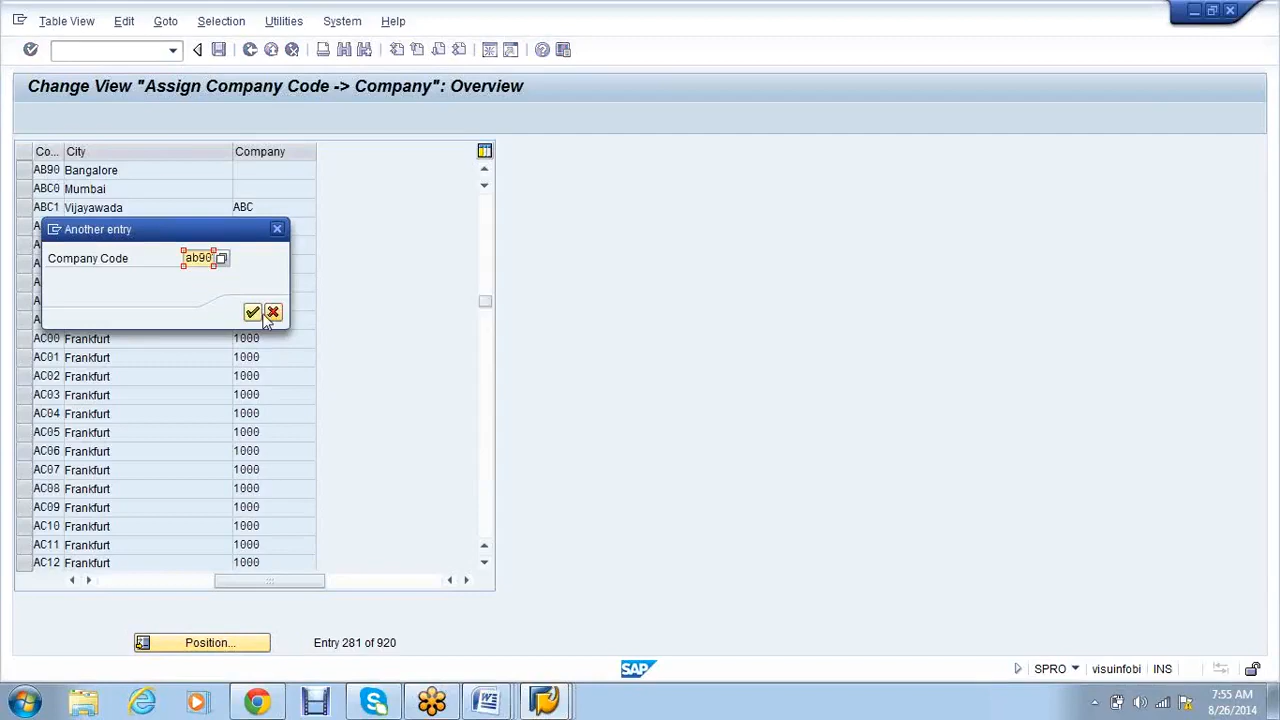 Table View Edit Goto Selection Utilities System Help
Change View "Assign Company Code -> Company": Overview
Co... City Company
AB90 Bangalore
ABC0 Mumbai
ABC1 Vijayawada ABC
Another entry
Company Code ab90
AC00 Frankfurt 1000
AC01 Frankfurt 1000
AC02 Frankfurt 1000
AC03 Frankfurt 1000
AC04 Frankfurt 1000
AC05 Frankfurt 1000
AC06 Frankfurt 1000
AC07 Frankfurt 1000
AC08 Frankfurt 1000
AC09 Frankfurt 1000
AC10 Frankfurt 1000
AC11 Frankfurt 1000
AC12 Frankfurt 1000
Position... Entry 281 of 920
SAP SPRO visuinfobi INS
7:55 AM
8/26/2014